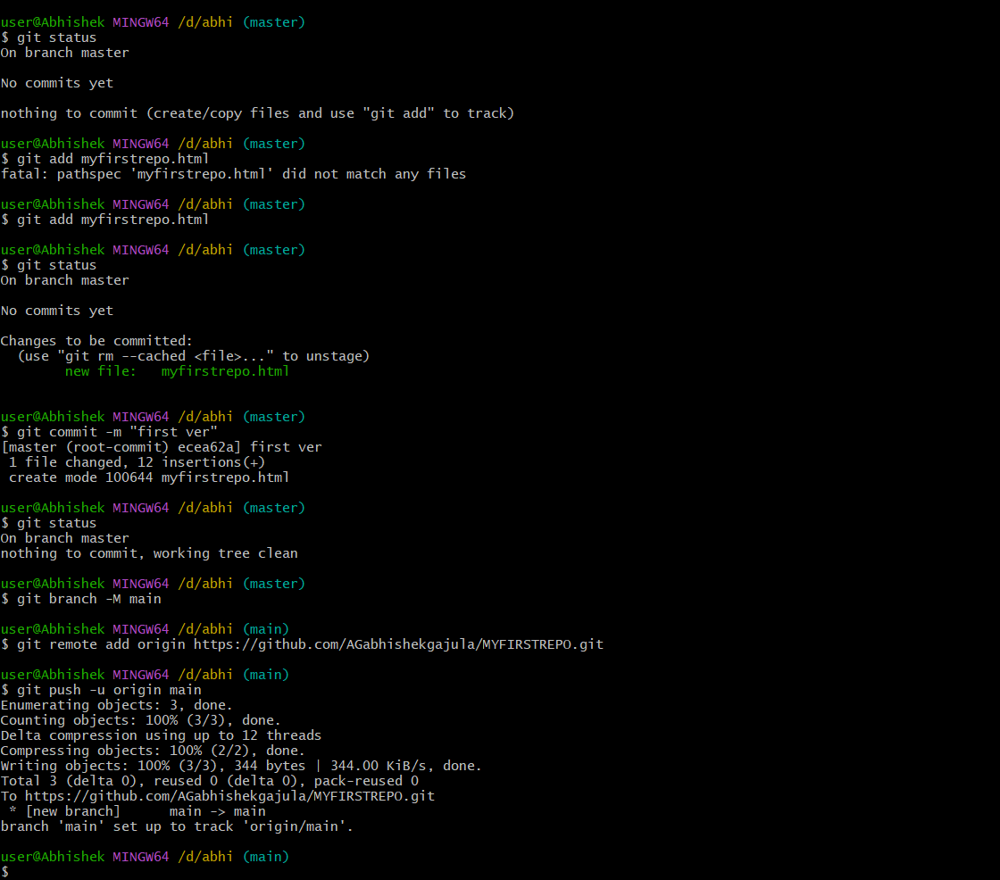 user@Abhishek MINGW64 /d/abhi (master)
$ git status
On branch master
No commits yet
nothing to commit (create/copy files and use "git add" to track)
user@Abhishek MINGW64 /d/abhi (master)
$ git add myfirstrepo.html
fatal: pathspec 'myfirstrepo.html' did not match any files
user@Abhishek MINGW64 /d/abhi (master)
$ git add myfirstrepo.html
user@Abhishek MINGW64 /d/abhi (master)
$ git status
On branch master
No commits yet
Changes to be committed:
  (use "git rm --cached <file>..." to unstage)
        new file:   myfirstrepo.html
user@Abhishek MINGW64 /d/abhi (master)
$ git commit -m "first ver"
[master (root-commit) ecea62a] first ver
 1 file changed, 12 insertions(+)
 create mode 100644 myfirstrepo.html
user@Abhishek MINGW64 /d/abhi (master)
$ git status
On branch master
nothing to commit, working tree clean
user@Abhishek MINGW64 /d/abhi (master)
$ git branch -M main
user@Abhishek MINGW64 /d/abhi (main)
$ git remote add origin https://github.com/AGabhishekgajula/MYFIRSTREPO.git
user@Abhishek MINGW64 /d/abhi (main)
$ git push -u origin main
Enumerating objects: 3, done.
Counting objects: 100% (3/3), done.
Delta compression using up to 12 threads
Compressing objects: 100% (2/2), done.
Writing objects: 100% (3/3), 344 bytes | 344.00 KiB/s, done.
Total 3 (delta 0), reused 0 (delta 0), pack-reused 0
To https://github.com/AGabhishekgajula/MYFIRSTREPO.git
 * [new branch]      main -> main
branch 'main' set up to track 'origin/main'.
user@Abhishek MINGW64 /d/abhi (main)
$